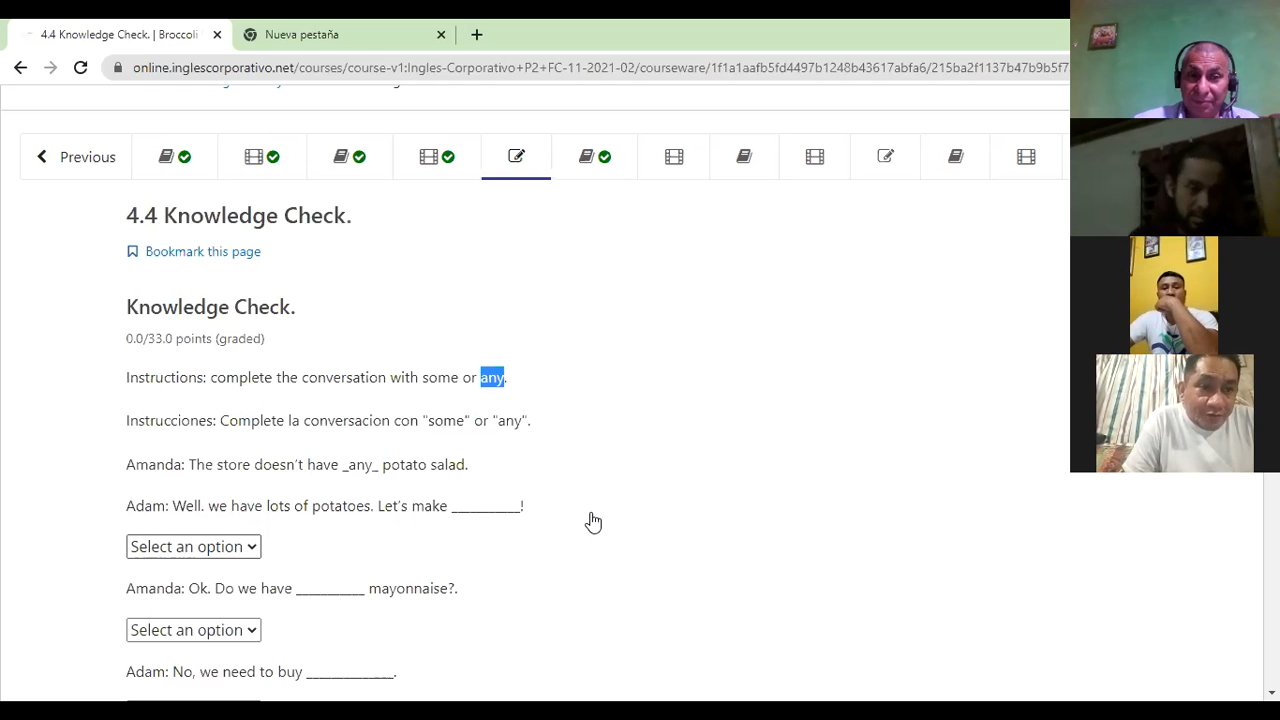 4.4 Knowledge Check. | Broccoli
Nueva pestaña
online.inglescorporativo.net/courses/course-v1:Ingles-Corporativo+P2+FC-11-2021-02/courseware/1f1a1aafb5fd4497b1248b43617abfa6/215ba2f1137b47b9b5f7
Previous
4.4 Knowledge Check.
Bookmark this page
Knowledge Check.
0.0/33.0 points (graded)
Instructions: complete the conversation with some or any.
Instrucciones: Complete la conversacion con "some" or "any".
Amanda: The store doesn't have _any_ potato salad.
Adam: Well. we have lots of potatoes. Let's make __________!
Select an option
Amanda: Ok. Do we have __________ mayonnaise?.
Select an option
Adam: No, we need to buy _____________.